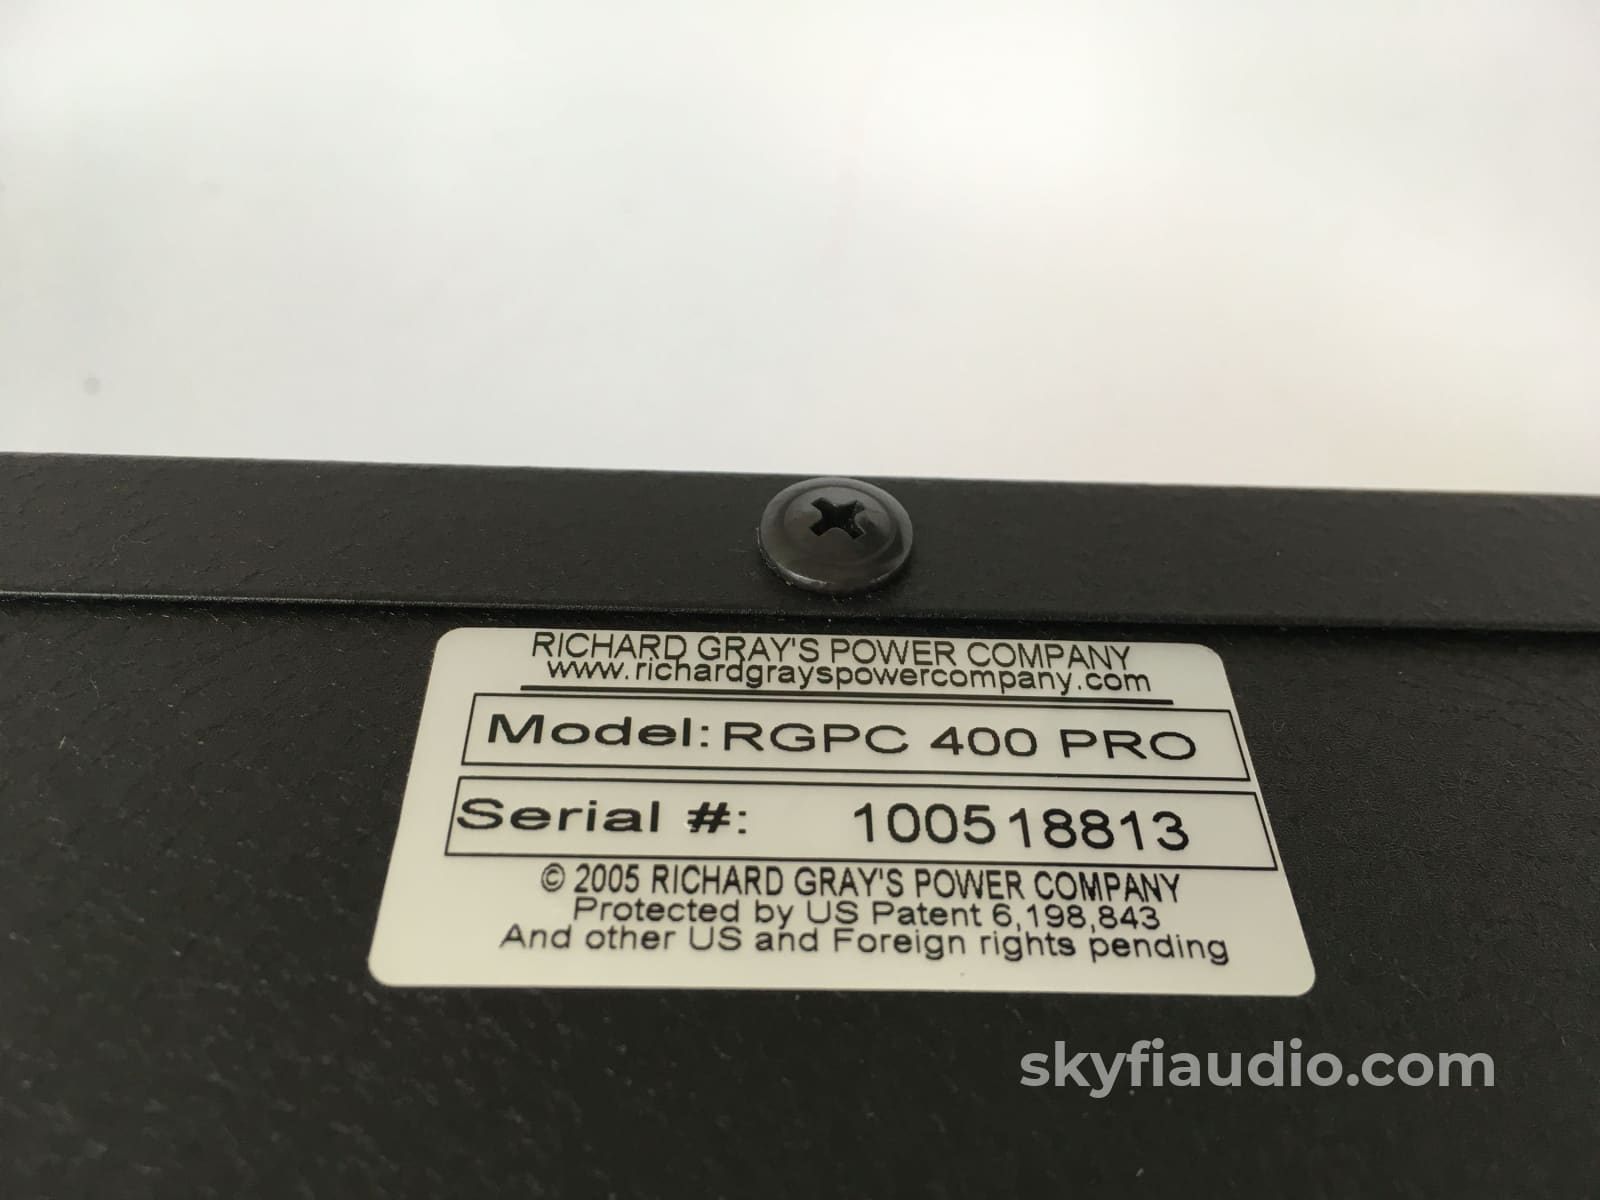 RICHARD GRAY'S POWER COMPANY
www.richardgrayspowercompany.com
Model: RGPC 400 PRO
Serial #: 100518813
© 2005 RICHARD GRAY'S POWER COMPANY
Protected by US Patent 6,198,843
And other US and Foreign rights pending
skyfiaudio.com